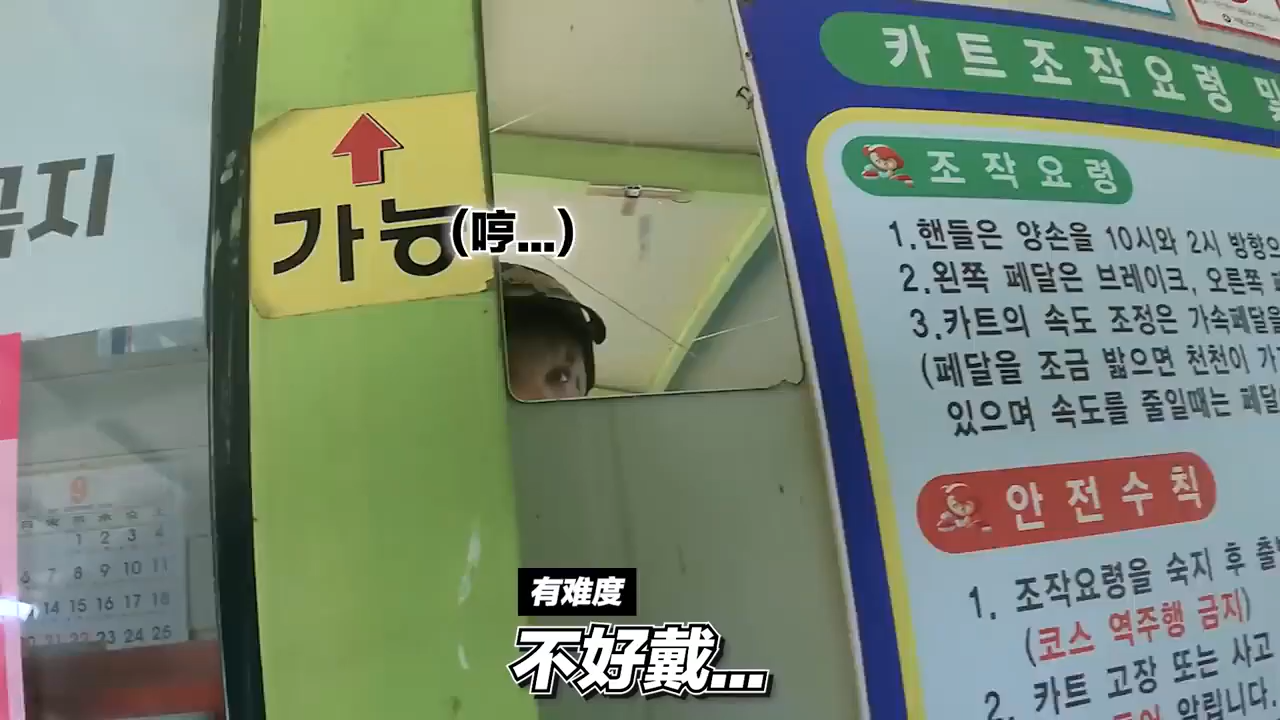 가능
(哼...)
카트조작요령 및
조작요령
1.핸들은 양손을 10시와 2시 방향으
2.왼쪽 페달은 브레이크, 오른쪽
3.카트의 속도 조정은 가속페달을
(페달을 조금 밟으면 천천이
있으며 속도를 줄일때는 페달
안전수칙
1. 조작요령을 숙지 후 출
(코스 역주행 금지)
2. 카트 고장 또는 사고
알립니다.
9
1 2 3 4
6 7 8 9 10 11
14 15 16 17 18
21 22 23 24 25
有难度
不好戴...